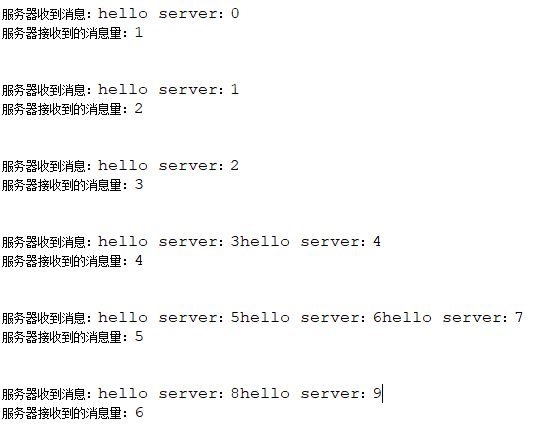 服务器收到消息：hello server：0
服务器接收到的消息量：1
服务器收到消息：hello server：1
服务器接收到的消息量：2
服务器收到消息：hello server：2
服务器接收到的消息量：3
服务器收到消息：hello server：3hello server：4
服务器接收到的消息量：4
服务器收到消息：hello server：5hello server：6hello server：7
服务器接收到的消息量：5
服务器收到消息：hello server：8hello server：9
服务器接收到的消息量：6